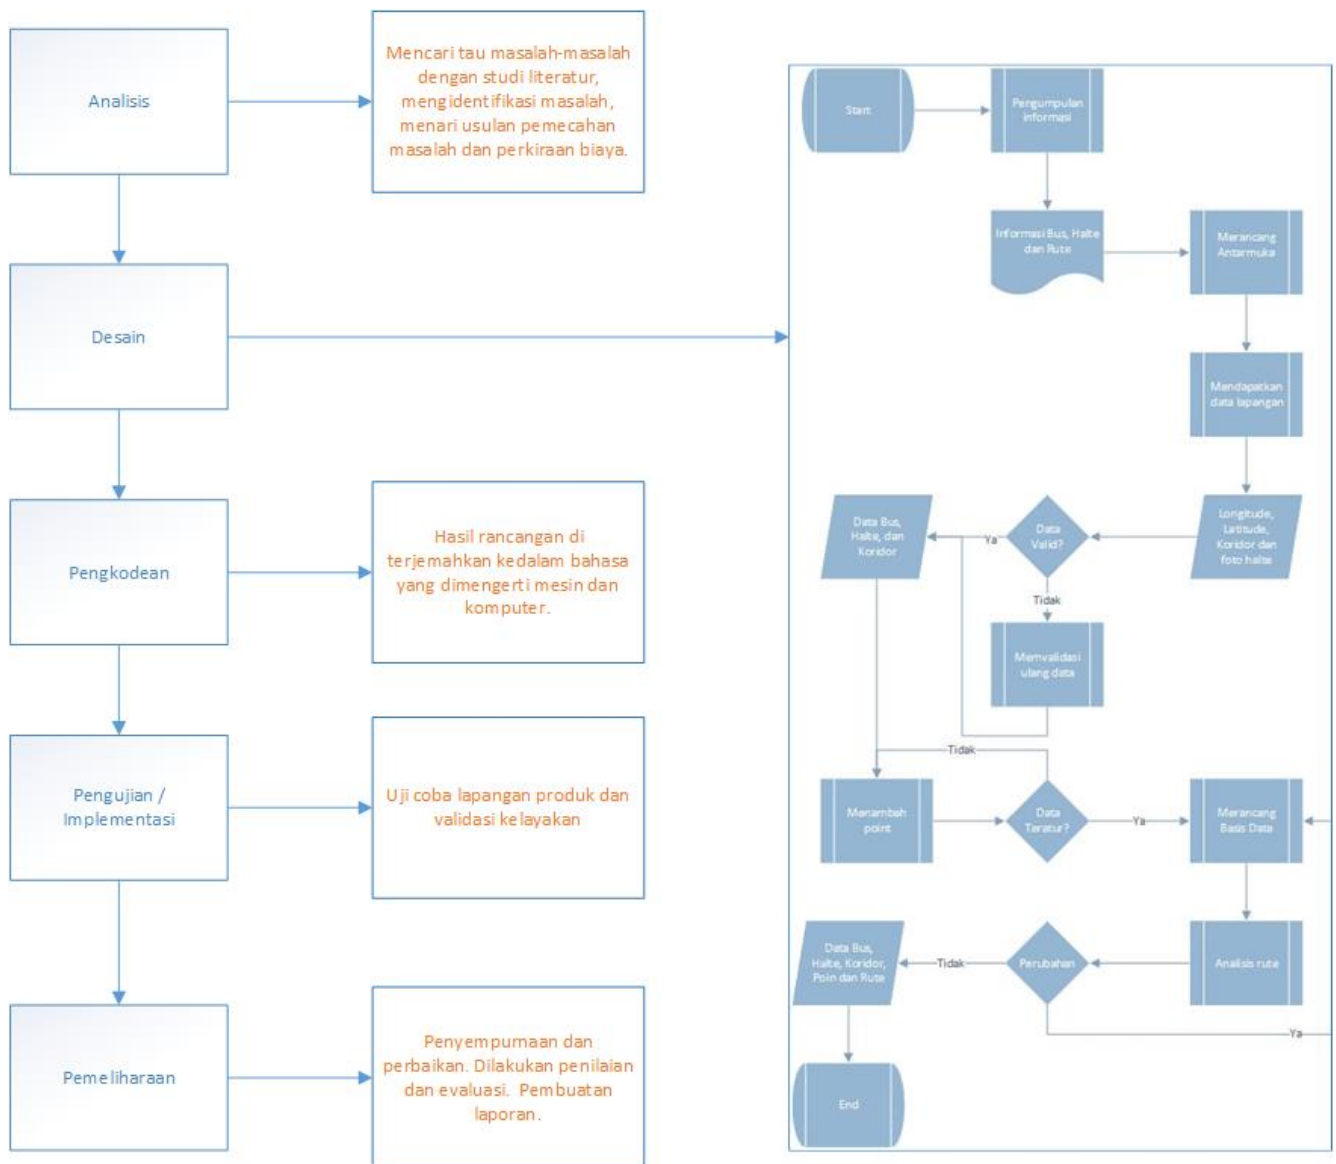 Analisis
Mencari tau masalah-masalah
dengan studi literatur,
mengidentifikasi masalah,
menari usulan pemecahan
masalah dan perkiraan biaya.
Desain
Pengkodean
Hasil rancangan di
terjemahkan kedalam bahasa
yang dimengerti mesin dan
komputer.
Pengujian /
Implementasi
Uji coba lapangan produk dan
validasi kelayakan
Pemeliharaan
Penyempurnaan dan
perbaikan. Dilakukan penilaian
dan evaluasi. Pembuatan
laporan.
Start
Pengumpulan
informasi
Informasi Bus, Halte
dan Rute
Merancang
Antarmuka
Mendapatkan
data lapangan
Longitude,
Latitude,
Koridor dan
foto halte
Data
Valid?
Ya
Data Bus,
Halte, dan
Koridor
Tidak
Memvalidasi
ulang data
Tidak
Menambah
point
Data
Teratur?
Ya
Merancang
Basis Data
Analisis rute
Perubahan
Tidak
Data Bus,
Halte, Koridor,
Poin dan Rute
Ya
End